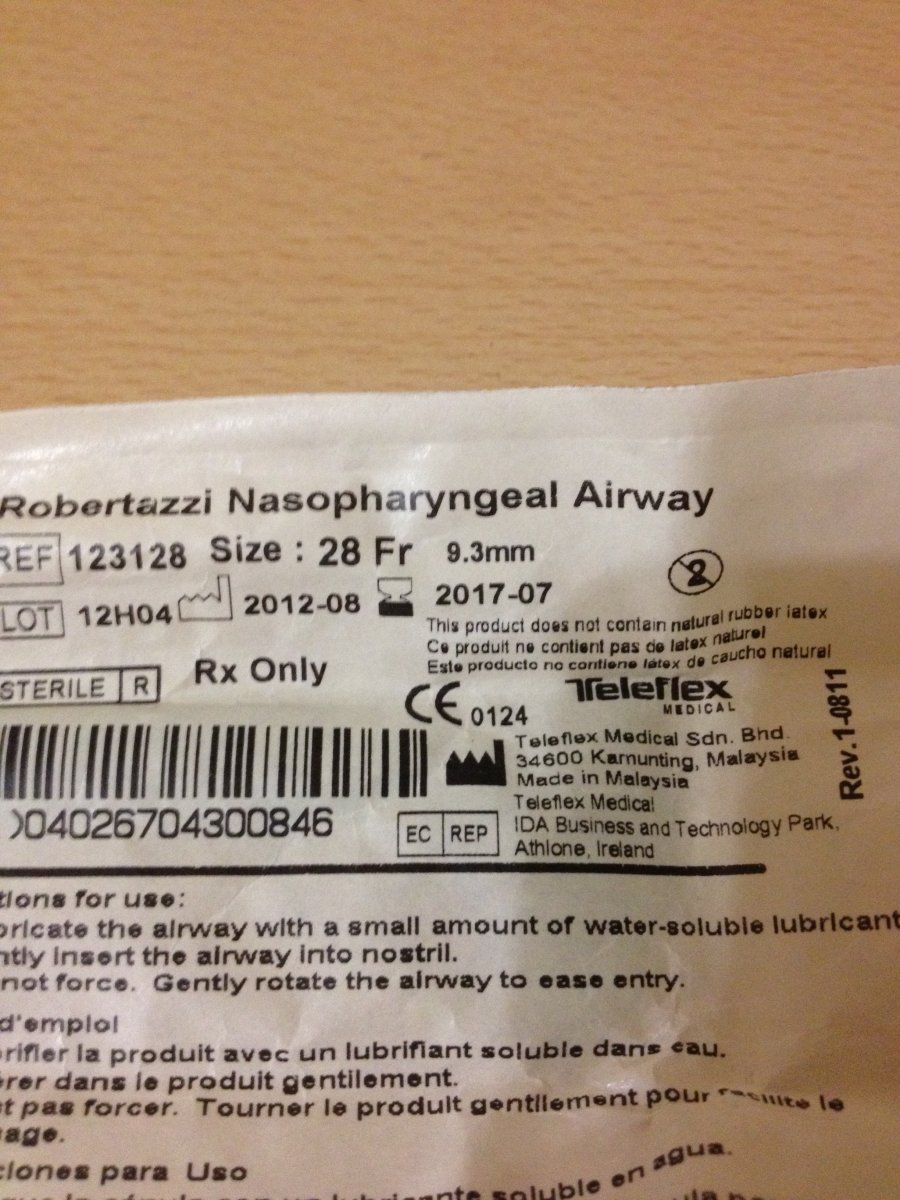 Robertazzi Nasopharyngeal Airway
REF 123128 Size : 28 Fr 9.3mm
2
LOT 12H04 2012-08 2017-07
This product does not contain natural rubber latex
Ce produit ne contient pas de latex naturel
Este producto no contiene látex de caucho natural
STERILE R Rx Only
CE 0124
Teleflex
MEDICAL
Rev.1-0811
Teleflex Medical Sdn. Bhd.
34600 Kamunting, Malaysia
Made in Malaysia
)04026704300846
EC REP
Teleflex Medical
IDA Business and Technology Park,
Athlone, Ireland
tions for use:
bricate the airway with a small amount of water-soluble lubricant
ntly insert the airway into nostril.
not force. Gently rotate the airway to ease entry.
d'emploi
rifier la produit avec un lubrifiant soluble dans eau.
érer dans le produit gentilement.
t pas forcer. Tourner le produit gentilement pour le
age.
ciones para Uso
soluble en agua.